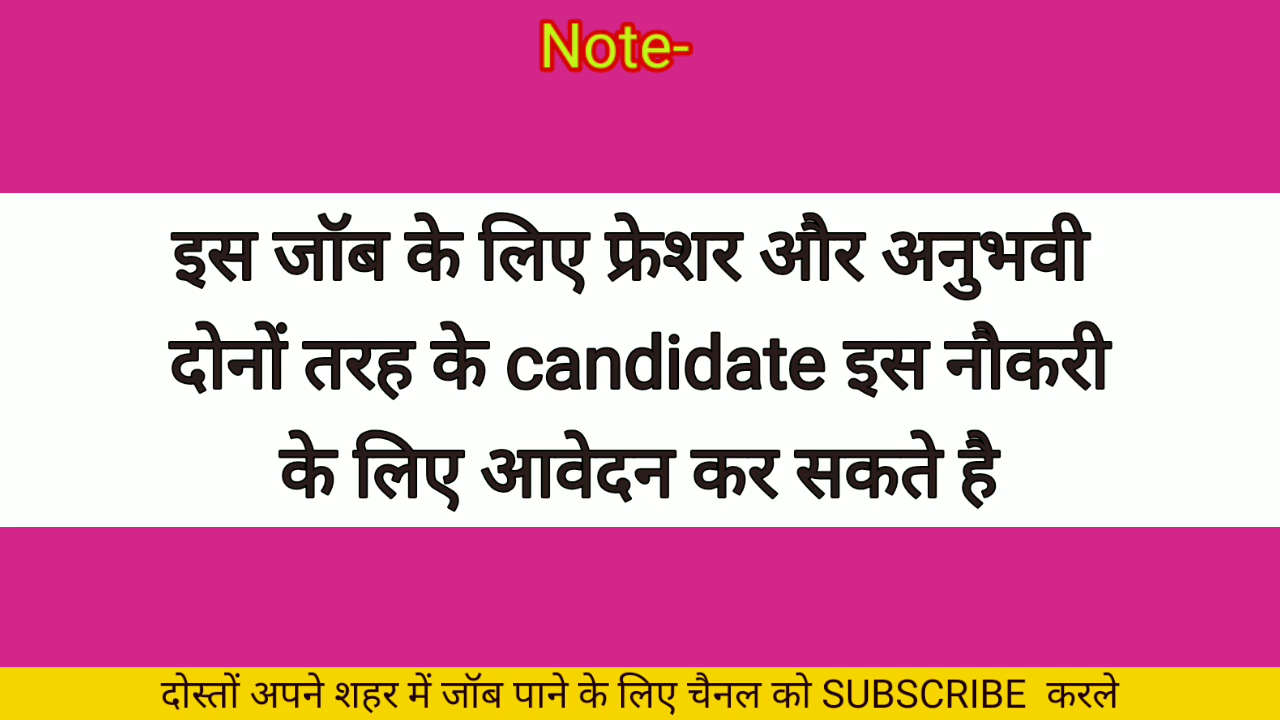 Note-
इस जॉब के लिए फ्रेशर और अनुभवी
दोनों तरह के candidate इस नौकरी
के लिए आवेदन कर सकते है
दोस्तों अपने शहर में जॉब पाने के लिए चैनल को SUBSCRIBE करले